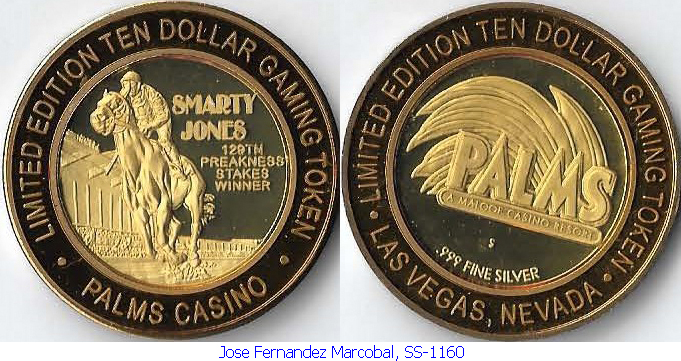 LIMITED EDITION TEN DOLLAR GAMING TOKEN
• PALMS CASINO •
SMARTY
JONES
129TH
PREAKNESS
STAKES
WINNER
LIMITED EDITION TEN DOLLAR GAMING TOKEN
• LAS VEGAS, NEVADA •
PALMS
A MALOOF CASINO RESORT
S
.999 FINE SILVER
Jose Fernandez Marcobal, SS-1160